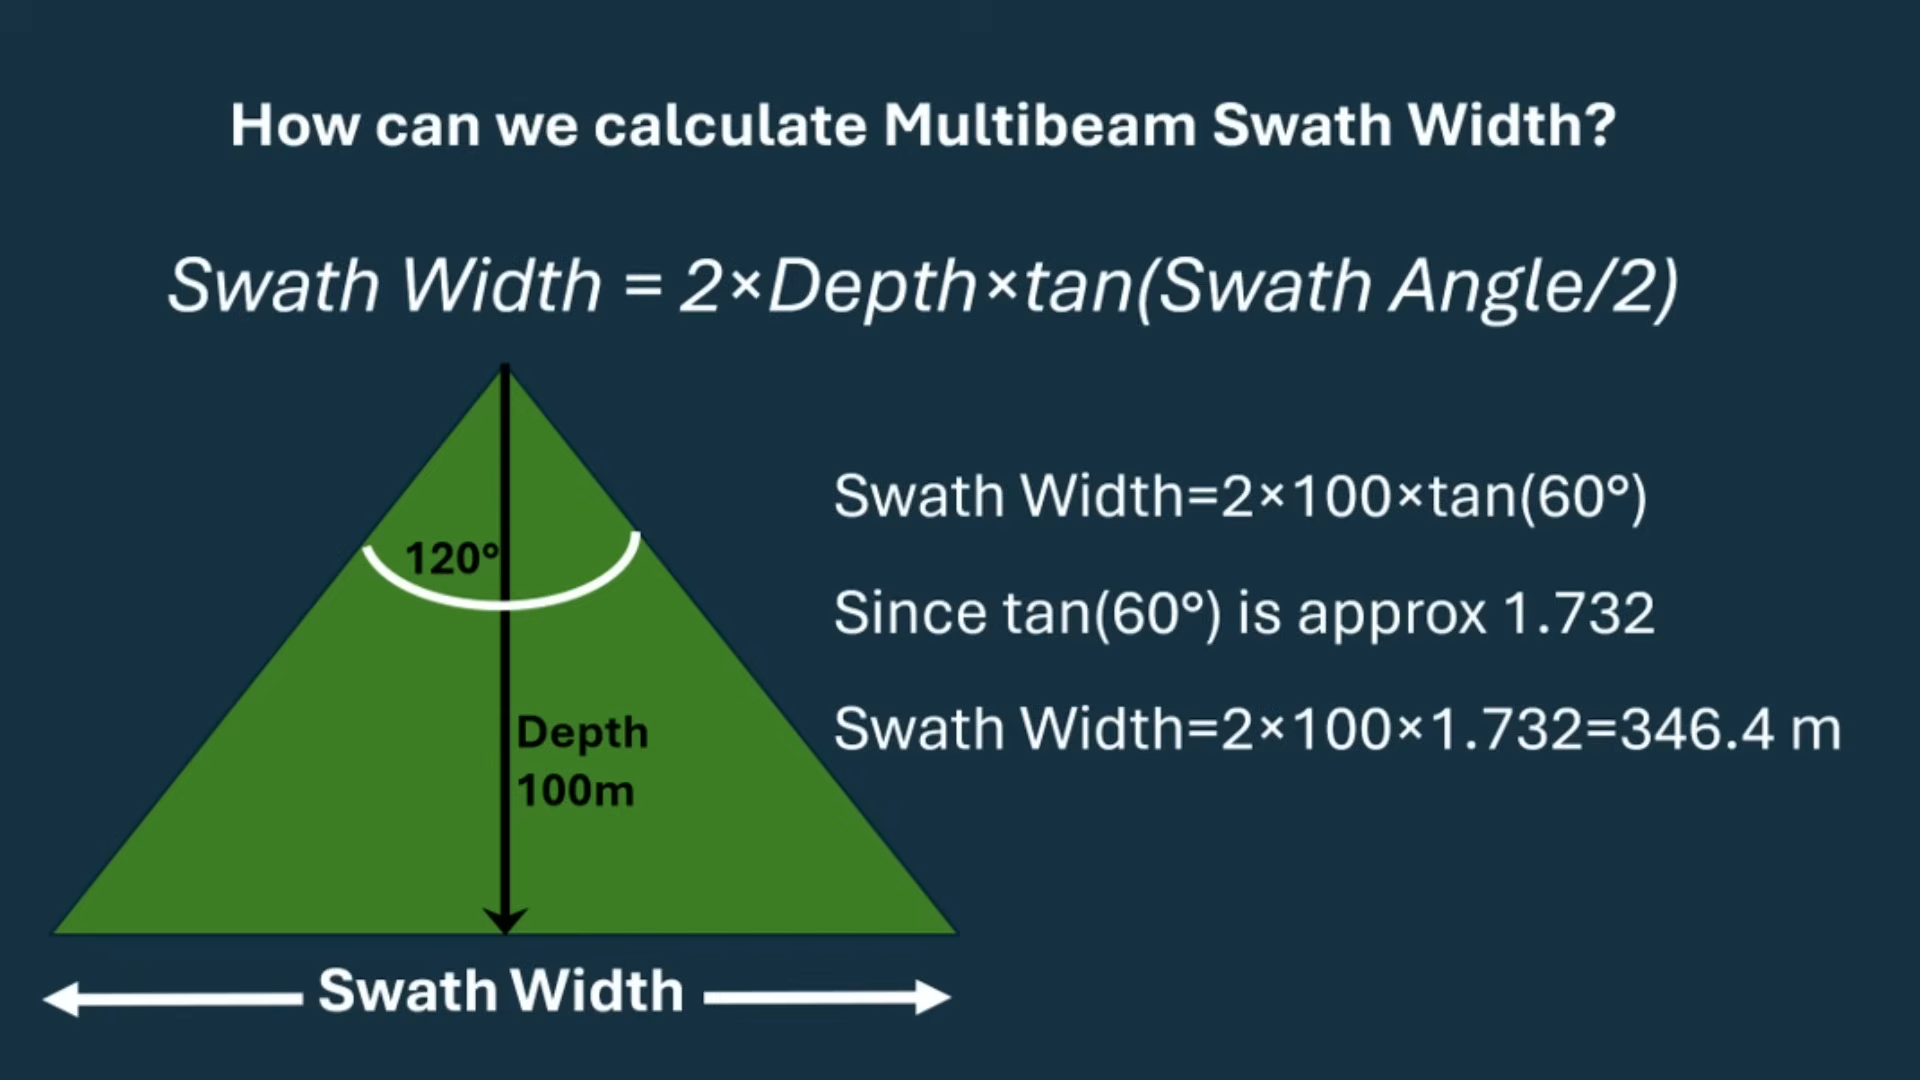 How can we calculate Multibeam Swath Width?
Swath Width = 2×Depth×tan(Swath Angle/2)
120°
Depth
100m
Swath Width
Swath Width=2×100×tan(60°)
Since tan(60°) is approx 1.732
Swath Width=2×100×1.732=346.4 m